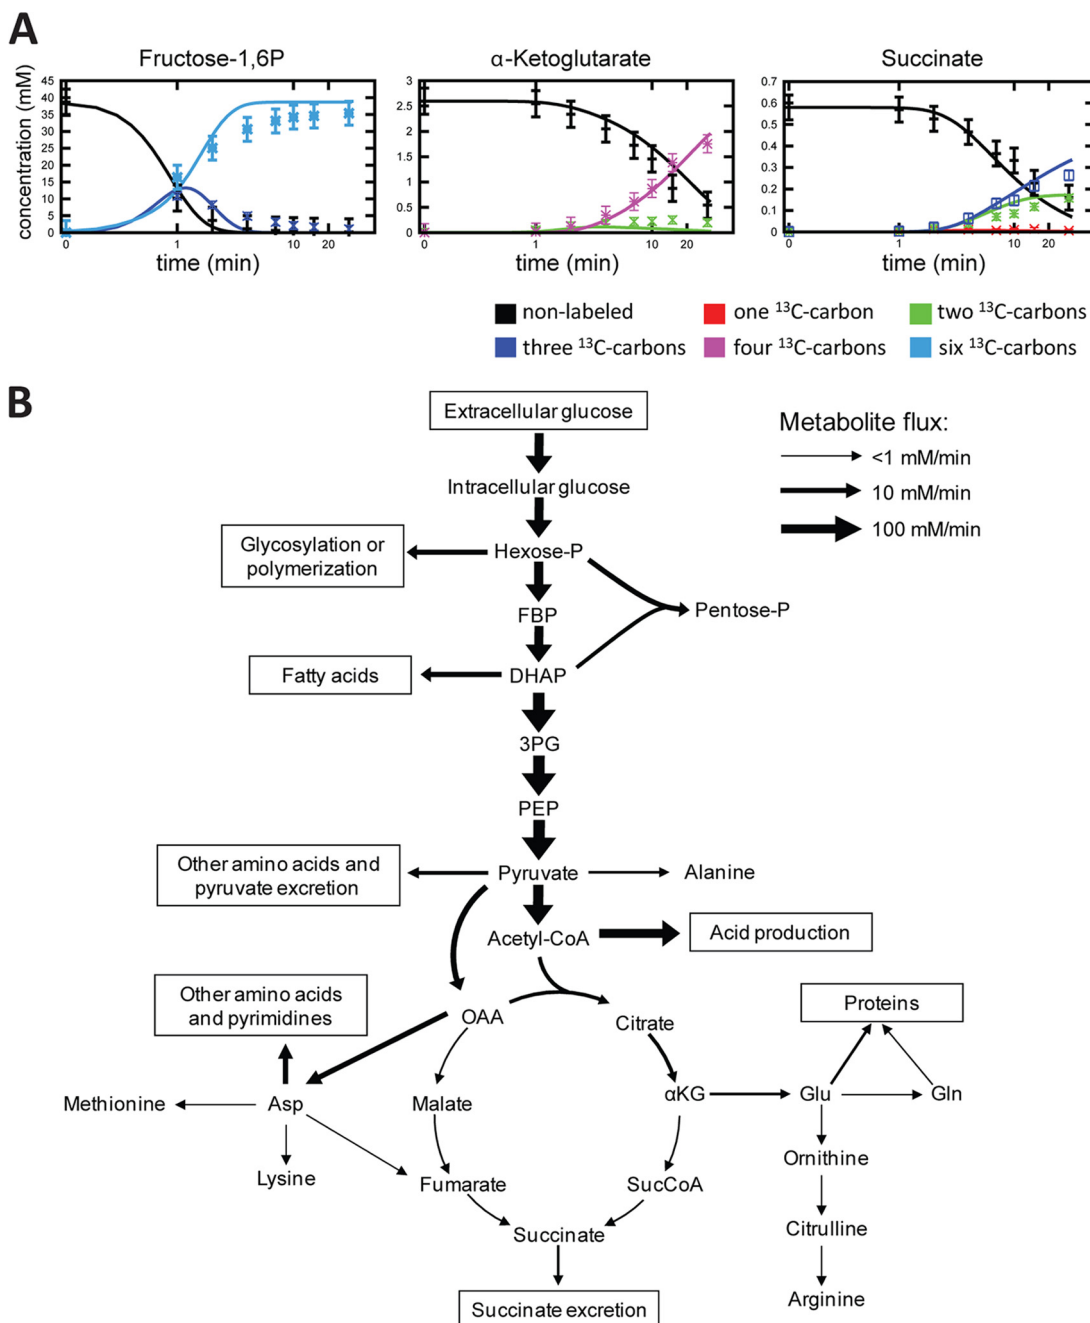 A
Fructose-1,6P
α-Ketoglutarate
Succinate
concentration (mM)
45
40
35
30
25
20
15
10
5
0
0
1
10
20
time (min)
3
2.5
2
1.5
1
0.5
0
0
1
10
20
time (min)
0.7
0.6
0.5
0.4
0.3
0.2
0.1
0
0
1
10
20
time (min)
non-labeled
one ¹³C-carbon
two ¹³C-carbons
three ¹³C-carbons
four ¹³C-carbons
six ¹³C-carbons
B
Extracellular glucose
Metabolite flux:
<1 mM/min
10 mM/min
100 mM/min
Intracellular glucose
Glycosylation or
polymerization
Hexose-P
FBP
Pentose-P
Fatty acids
DHAP
3PG
PEP
Other amino acids and
pyruvate excretion
Pyruvate
Alanine
Acetyl-CoA
Acid production
Other amino acids
and pyrimidines
OAA
Citrate
Proteins
Methionine
Asp
Malate
αKG
Glu
Gln
Lysine
Fumarate
SucCoA
Ornithine
Succinate
Citrulline
Succinate excretion
Arginine